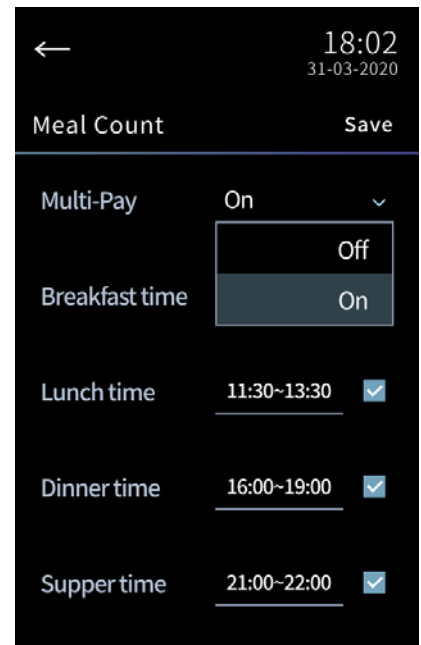 18:02
31-03-2020
Meal Count Save
Multi-Pay On
Off
Breakfast time On
Lunch time 11:30~13:30
Dinner time 16:00~19:00
Supper time 21:00~22:00